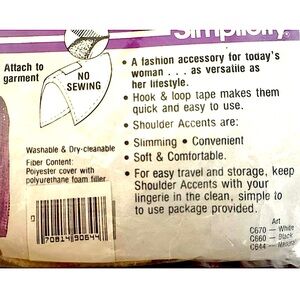 Simplicity®
Attach to
garment
NO
SEWING
• A fashion accessory for today's
woman . . . as versatile as
her lifestyle.
• Hook & loop tape makes them
quick and easy to use.
• Shoulder Accents are:
• Slimming • Convenient
• Soft & Comfortable.
• For easy travel and storage, keep
Shoulder Accents with your
lingerie in the clean, simple to
to use package provided.
Washable & Dry-cleanable
Fiber Content:
Polyester cover with
polyurethane foam filler.
Art
C670 — White
C660 — Black
C644 — Natural